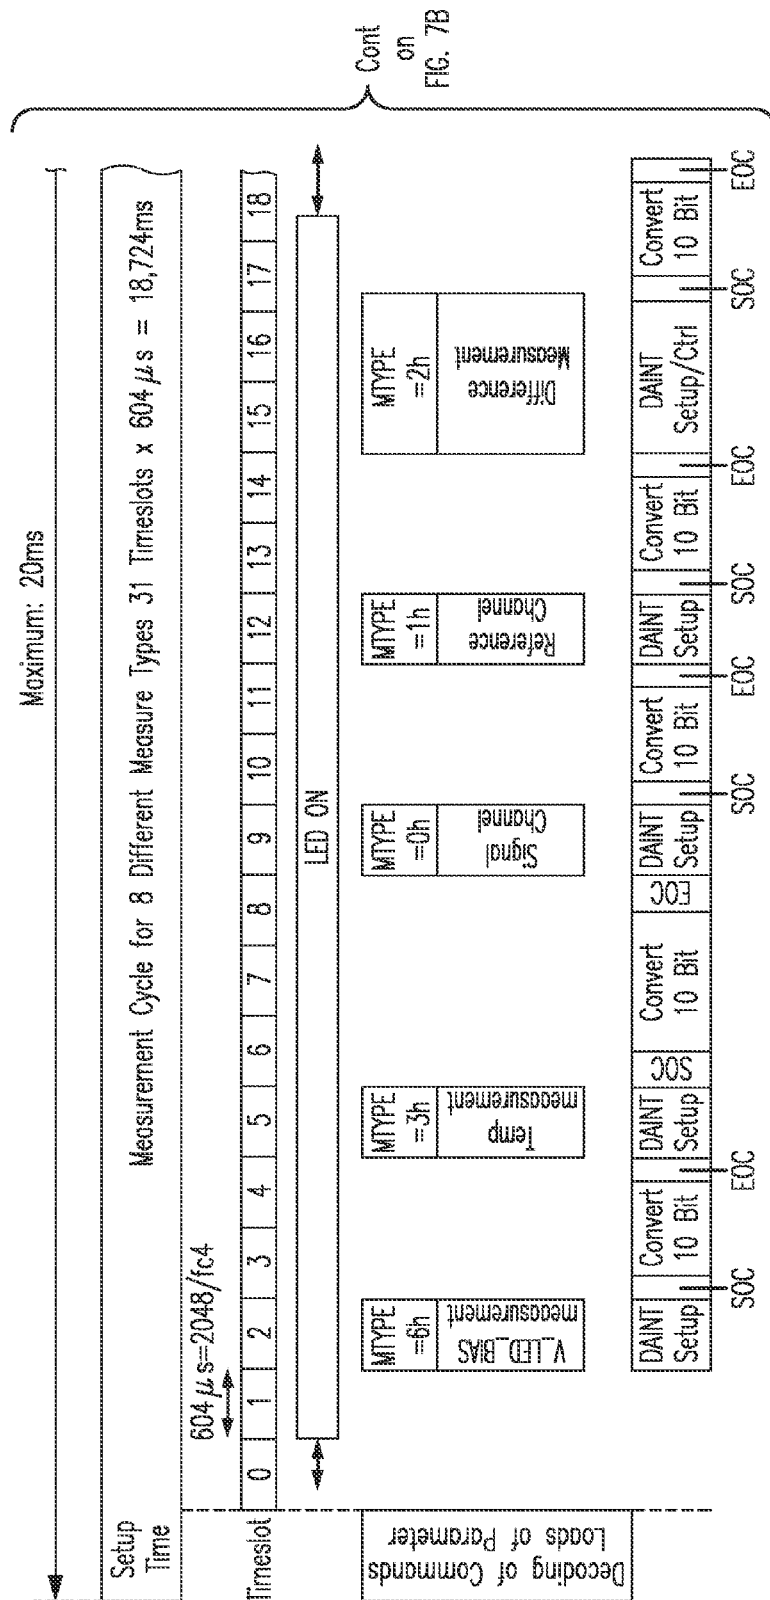 Maximum: 20ms
Setup
Time
Measurement Cycle for 8 Different Measure Types 31 Timeslots x 604μs = 18,724ms
604μs=2048/fc4
Timeslot
0 1 2 3 4 5 6 7 8 9 10 11 12 13 14 15 16 17 18
LED ON
Decoding of Commands
Loads of Parameter
MTYPE
=6h
V_LED_BIAS
measurement
MTYPE
=3h
Temp
measurement
MTYPE
=0h
Signal
Channel
MTYPE
=1h
Reference
Channel
MTYPE
=2h
Difference
Measurement
DAINT
Setup
SOC
Convert
10 Bit
EOC
DAINT
Setup
SOC
Convert
10 Bit
EOC
DAINT
Setup
SOC
Convert
10 Bit
EOC
DAINT
Setup
SOC
Convert
10 Bit
EOC
DAINT
Setup/Ctrl
SOC
Convert
10 Bit
EOC
Cont
on
FIG. 7B